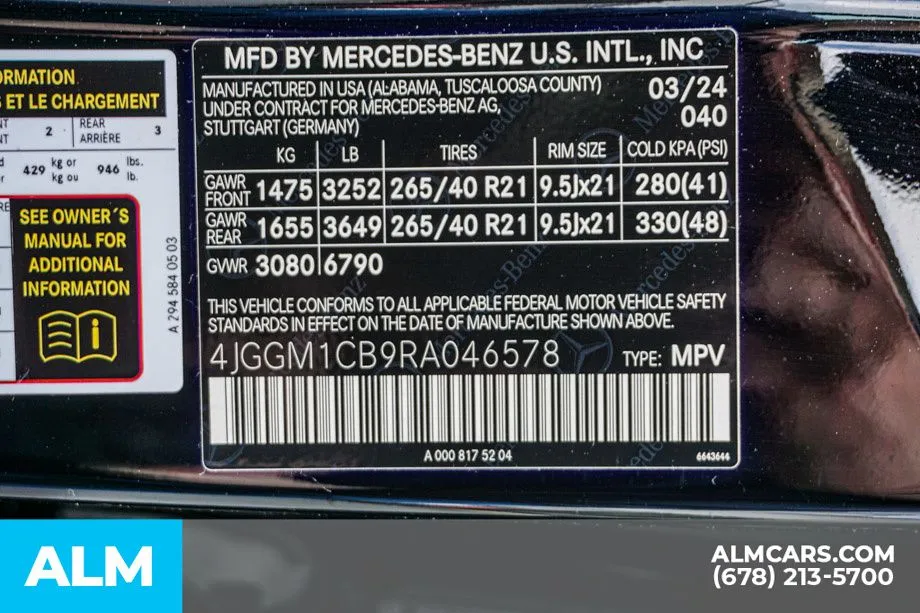 ORMATION
S ET LE CHARGEMENT
2 REAR ARRIÈRE 3
429 kg or kg ou 946 lbs. lb.
SEE OWNER´S
MANUAL FOR
ADDITIONAL
INFORMATION
A 294 584 05 03
MFD BY MERCEDES-BENZ U.S. INTL., INC
MANUFACTURED IN USA (ALABAMA, TUSCALOOSA COUNTY) 03/24
UNDER CONTRACT FOR MERCEDES-BENZ AG, 040
STUTTGART (GERMANY)
KG LB TIRES RIM SIZE COLD KPA (PSI)
GAWR FRONT 1475 3252 265/40 R21 9.5Jx21 280(41)
GAWR REAR 1655 3649 265/40 R21 9.5Jx21 330(48)
GVWR 3080 6790
THIS VEHICLE CONFORMS TO ALL APPLICABLE FEDERAL MOTOR VEHICLE SAFETY
STANDARDS IN EFFECT ON THE DATE OF MANUFACTURE SHOWN ABOVE.
4JGGM1CB9RA046578 TYPE: MPV
A 000 817 52 04 6643644
ALM
ALMCARS.COM
(678) 213-5700